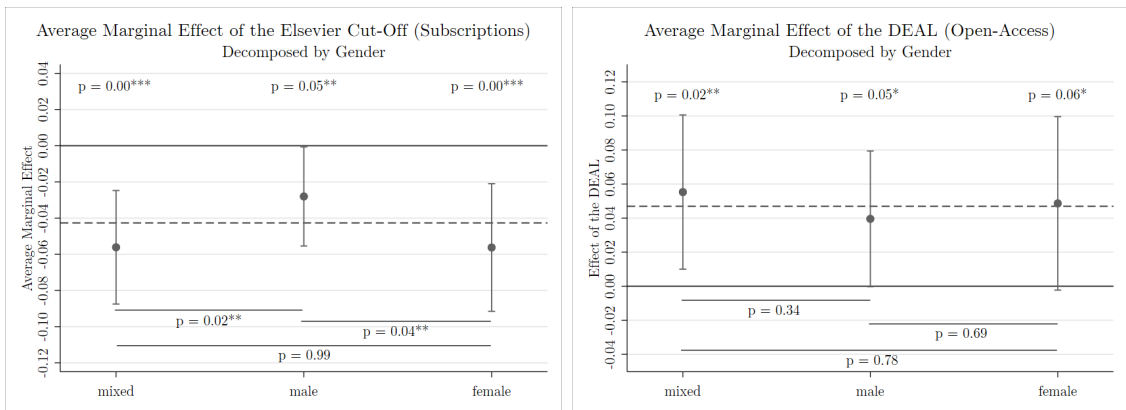 Average Marginal Effect of the Elsevier Cut-Off (Subscriptions)
Decomposed by Gender
p = 0.00***
p = 0.05**
p = 0.00***
Average Marginal Effect
0.04
0.02
0.00
-0.02
-0.04
-0.06
-0.08
-0.10
-0.12
p = 0.02**
p = 0.04**
p = 0.99
mixed
male
female
Average Marginal Effect of the DEAL (Open-Access)
Decomposed by Gender
p = 0.02**
p = 0.05*
p = 0.06*
Effect of the DEAL
0.12
0.10
0.08
0.06
0.04
0.02
0.00
-0.02
-0.04
p = 0.34
p = 0.69
p = 0.78
mixed
male
female